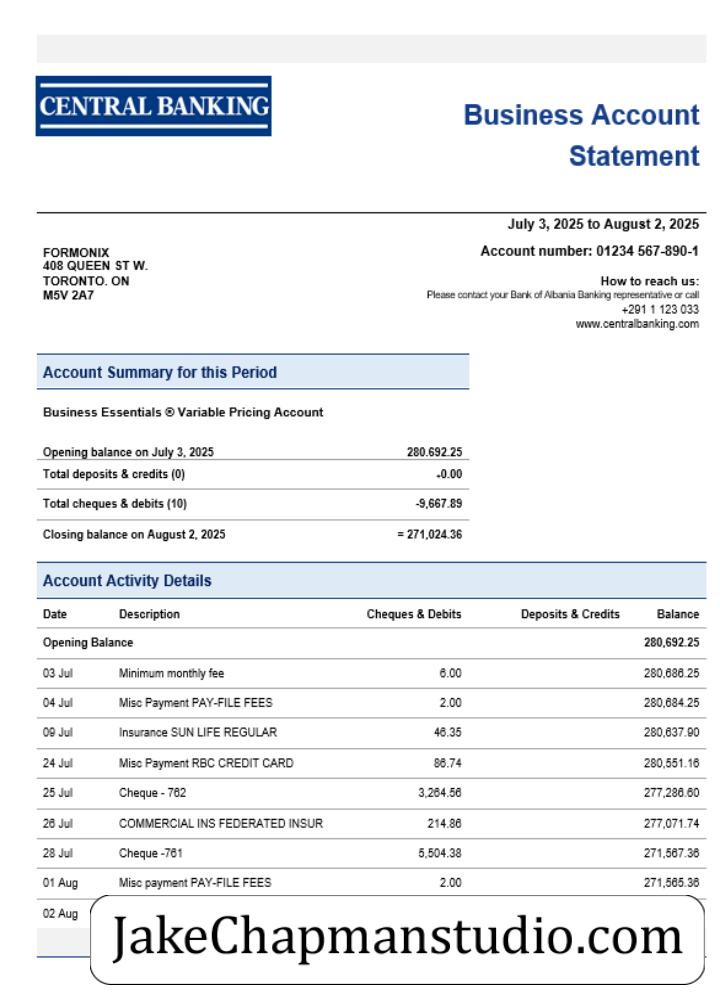 CENTRAL BANKING
Business Account
Statement
July 3, 2025 to August 2, 2025
Account number: 01234 567-890-1
FORMONIX
408 QUEEN ST W.
TORONTO. ON
M5V 2A7
How to reach us:
Please contact your Bank of Albania Banking representative or call
+291 1 123 033
www.centralbanking.com
Account Summary for this Period
Business Essentials ® Variable Pricing Account
Opening balance on July 3, 2025 280.692.25
Total deposits & credits (0) -0.00
Total cheques & debits (10) -9,667.89
Closing balance on August 2, 2025 = 271,024.36
Account Activity Details
Date Description Cheques & Debits Deposits & Credits Balance
Opening Balance 280,692.25
03 Jul Minimum monthly fee 6.00 280,686.25
04 Jul Misc Payment PAY-FILE FEES 2.00 280,684.25
09 Jul Insurance SUN LIFE REGULAR 46.35 280,637.90
24 Jul Misc Payment RBC CREDIT CARD 86.74 280,551.16
25 Jul Cheque - 762 3,264.56 277,286.60
26 Jul COMMERCIAL INS FEDERATED INSUR 214.86 277,071.74
28 Jul Cheque -761 5,504.38 271,567.36
01 Aug Misc payment PAY-FILE FEES 2.00 271,565.36
02 Aug
JakeChapmanstudio.com